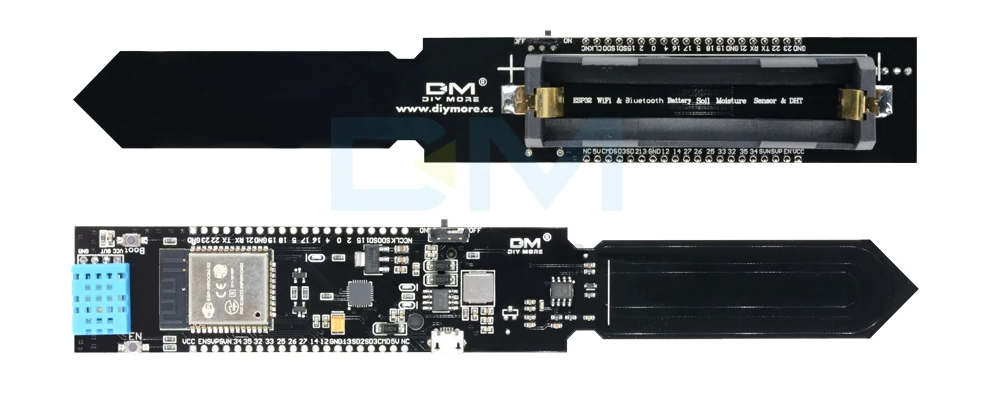 OFF ON
CLK 15 2 0 4 16 17 5 18 19 GND 21 RX TX 22 23 GND
+ -
DM®
DIY MORE
www.diymore.cc
ESP32 WiFi & Bluetooth Battery Soil Moisture Sensor & DHT
NC 5V CMD SD3 SD2 13 GND 12 14 27 26 25 33 32 35 34 SVN SVP EN VCC
DM
GND VCC OUT
Boot
GND 23 22 TX RX 21 GND 19 18 5 17 16 4 0 2 15 SD1 SD0 CLK NC
ON OFF
DM®
DIY MORE
EN
VCC EN SVP SVN 34 35 32 33 25 26 27 14 12 GND 13 SD2 SD3 CMD 5V NC